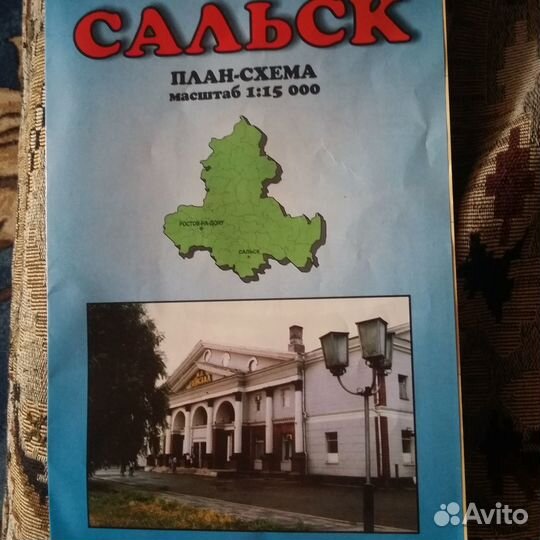 САЛЬСК
ПЛАН-СХЕМА
масштаб 1:15 000
РОСТОВ-НА-ДОНУ
САЛЬСК
Avito